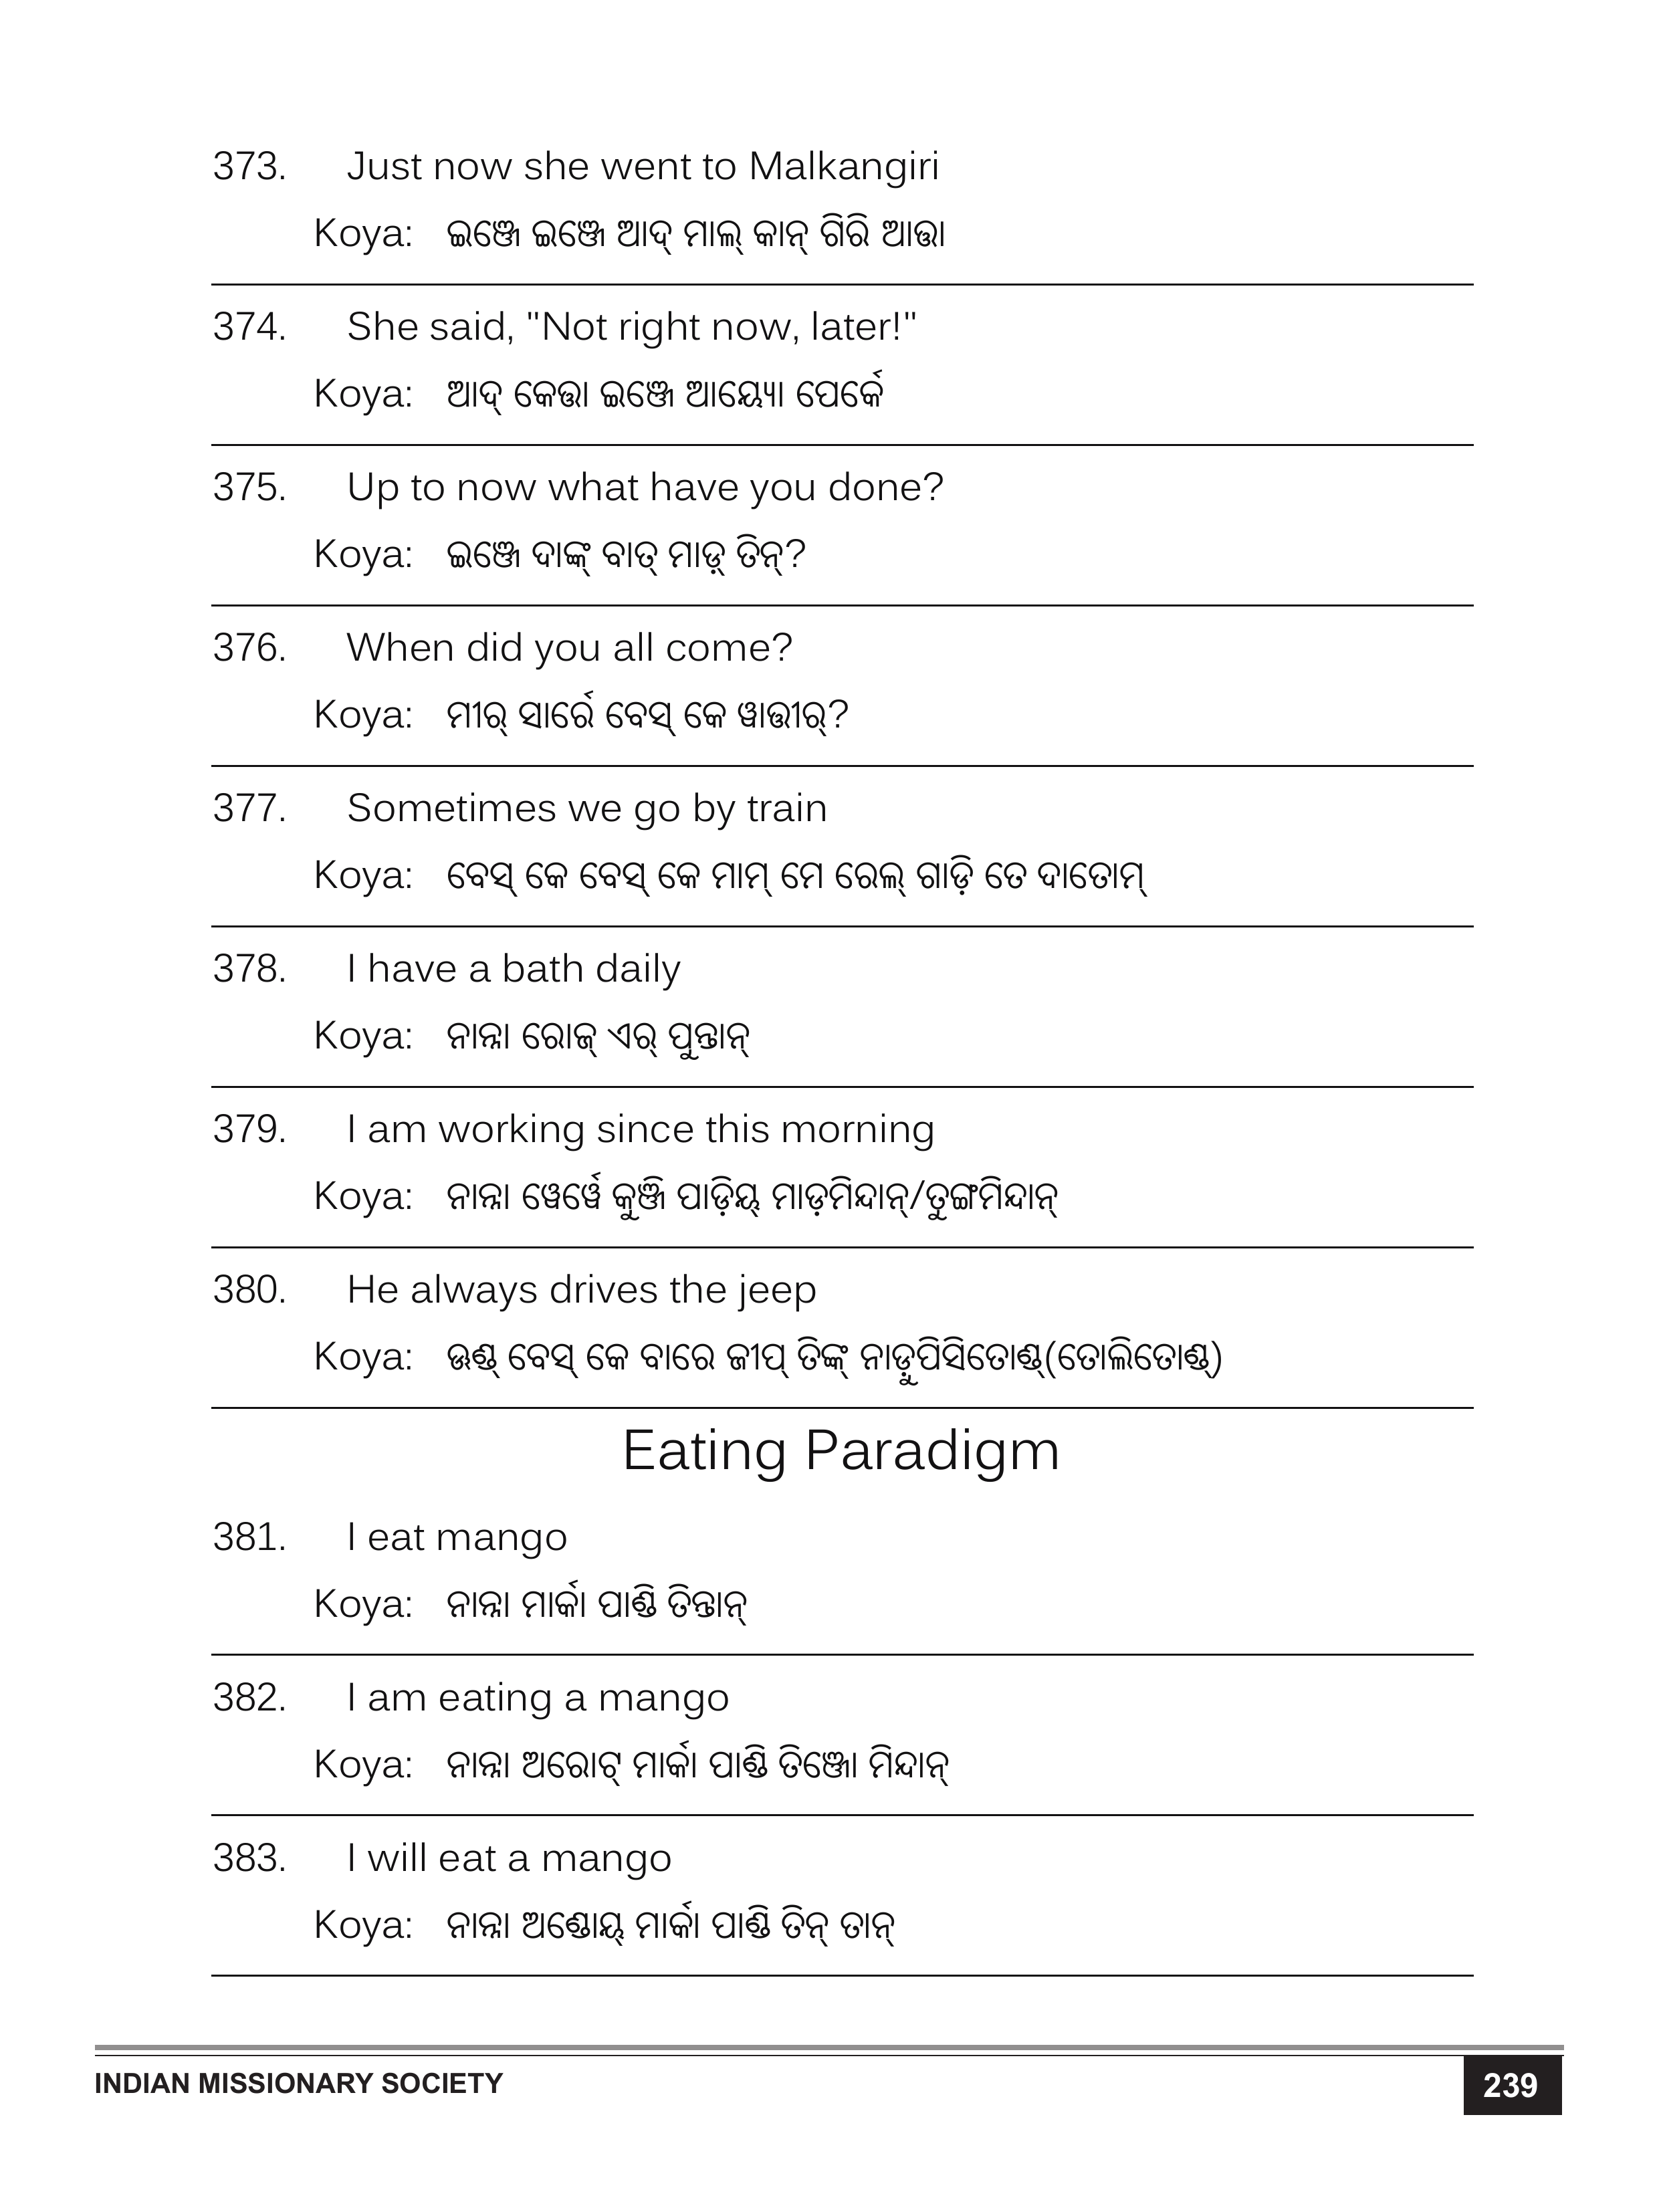 373. Just now she went to Malkangiri
Koya: ଇଞ୍ଜେ ଇଞ୍ଜେ ଆଦ୍ ମାଲ୍ କାନ୍ ଗିରି ଆତ୍ତା
374. She said, "Not right now, later!"
Koya: ଆଦ୍ କେତ୍ତା ଇଞ୍ଜେ ଆୟ୍ୟୋ ପେର୍କେ
375. Up to now what have you done?
Koya: ଇଞ୍ଜେ ଦାଙ୍କ୍ ବାତ୍ ମାଡ଼୍ ତିନ୍?
376. When did you all come?
Koya: ମୀର୍ ସାର୍ରେ ବେସ୍ କେ ୱାତ୍ତୀର୍?
377. Sometimes we go by train
Koya: ବେସ୍ କେ ବେସ୍ କେ ମାମ୍ ମେ ରେଲ୍ ଗାଡ଼ି ତେ ଦାତୋମ୍
378. I have a bath daily
Koya: ନାନ୍ନା ରୋଜ୍ ଏର୍ ପୁନ୍ତାନ୍
379. I am working since this morning
Koya: ନାନ୍ନା ୱେର୍ୱେ କୁଞ୍ଜି ପାଡ଼ିୟ୍ ମାଡ଼ମିନ୍ଦାନ୍/ତୁଙ୍ଗମିନ୍ଦାନ୍
380. He always drives the jeep
Koya: ଊଣ୍ଡ୍ ବେସ୍ କେ ବାରେ ଜୀପ୍ ତିଙ୍କ୍ ନାଡ଼ୁପିସିତୋଣ୍ଡ୍(ତୋଲିତୋଣ୍ଡ୍)
Eating Paradigm
381. I eat mango
Koya: ନାନ୍ନା ମାର୍କା ପାଣ୍ଡି ତିନ୍ତାନ୍
382. I am eating a mango
Koya: ନାନ୍ନା ଅରୋଟ୍ ମାର୍କା ପାଣ୍ଡି ତିଞ୍ଜୋ ମିନ୍ଦାନ୍
383. I will eat a mango
Koya: ନାନ୍ନା ଅଣ୍ଡୋୟ୍ ମାର୍କା ପାଣ୍ଡି ତିନ୍ ତାନ୍
INDIAN MISSIONARY SOCIETY
239